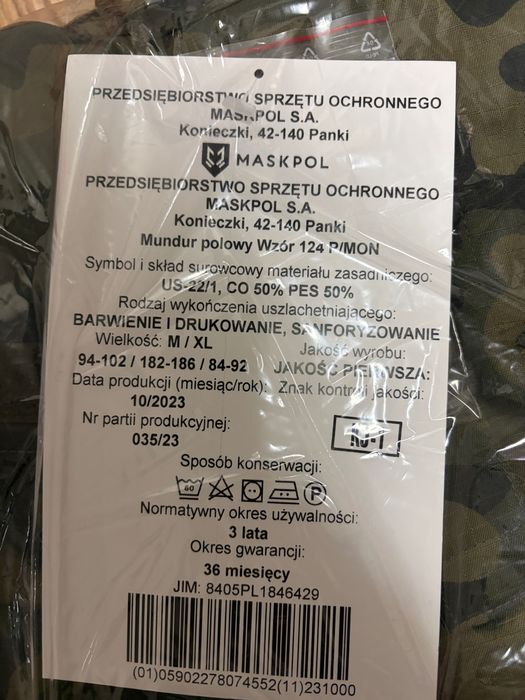 PRZEDSIĘBIORSTWO SPRZĘTU OCHRONNEGO
MASKPOL S.A.
Konieczki, 42-140 Panki
MASKPOL
PRZEDSIĘBIORSTWO SPRZĘTU OCHRONNEGO
MASKPOL S.A.
Konieczki, 42-140 Panki
Mundur polowy Wzór 124 P/MON
Symbol i skład surowcowy materiału zasadniczego:
US-22/1, CO 50% PES 50%
Rodzaj wykończenia uszlachetniającego:
BARWIENIE I DRUKOWANIE, SANFORYZOWANIE
Wielkość: M / XL
94-102 / 182-186 / 84-92
Jakość wyrobu:
JAKOŚĆ PIERWSZA:
Data produkcji (miesiąc/rok):
10/2023
Znak kontroli jakości:
Nr partii produkcyjnej:
035/23
Sposób konserwacji:
60
P
Normatywny okres używalności:
3 lata
Okres gwarancji:
36 miesięcy
JIM: 8405PL1846429
(01)05902278074552(11)231000